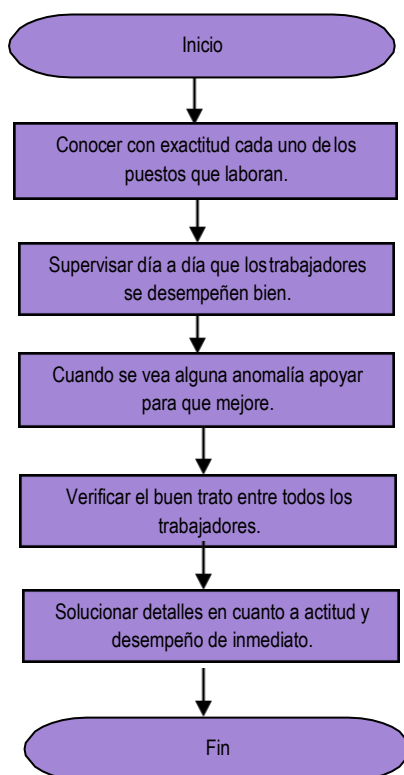 Inicio
Conocer con exactitud cada uno de los
puestos que laboran.
Supervisar día a día que los trabajadores
se desempeñen bien.
Cuando se vea alguna anomalía apoyar
para que mejore.
Verificar el buen trato entre todos los
trabajadores.
Solucionar detalles en cuanto a actitud y
desempeño de inmediato.
Fin